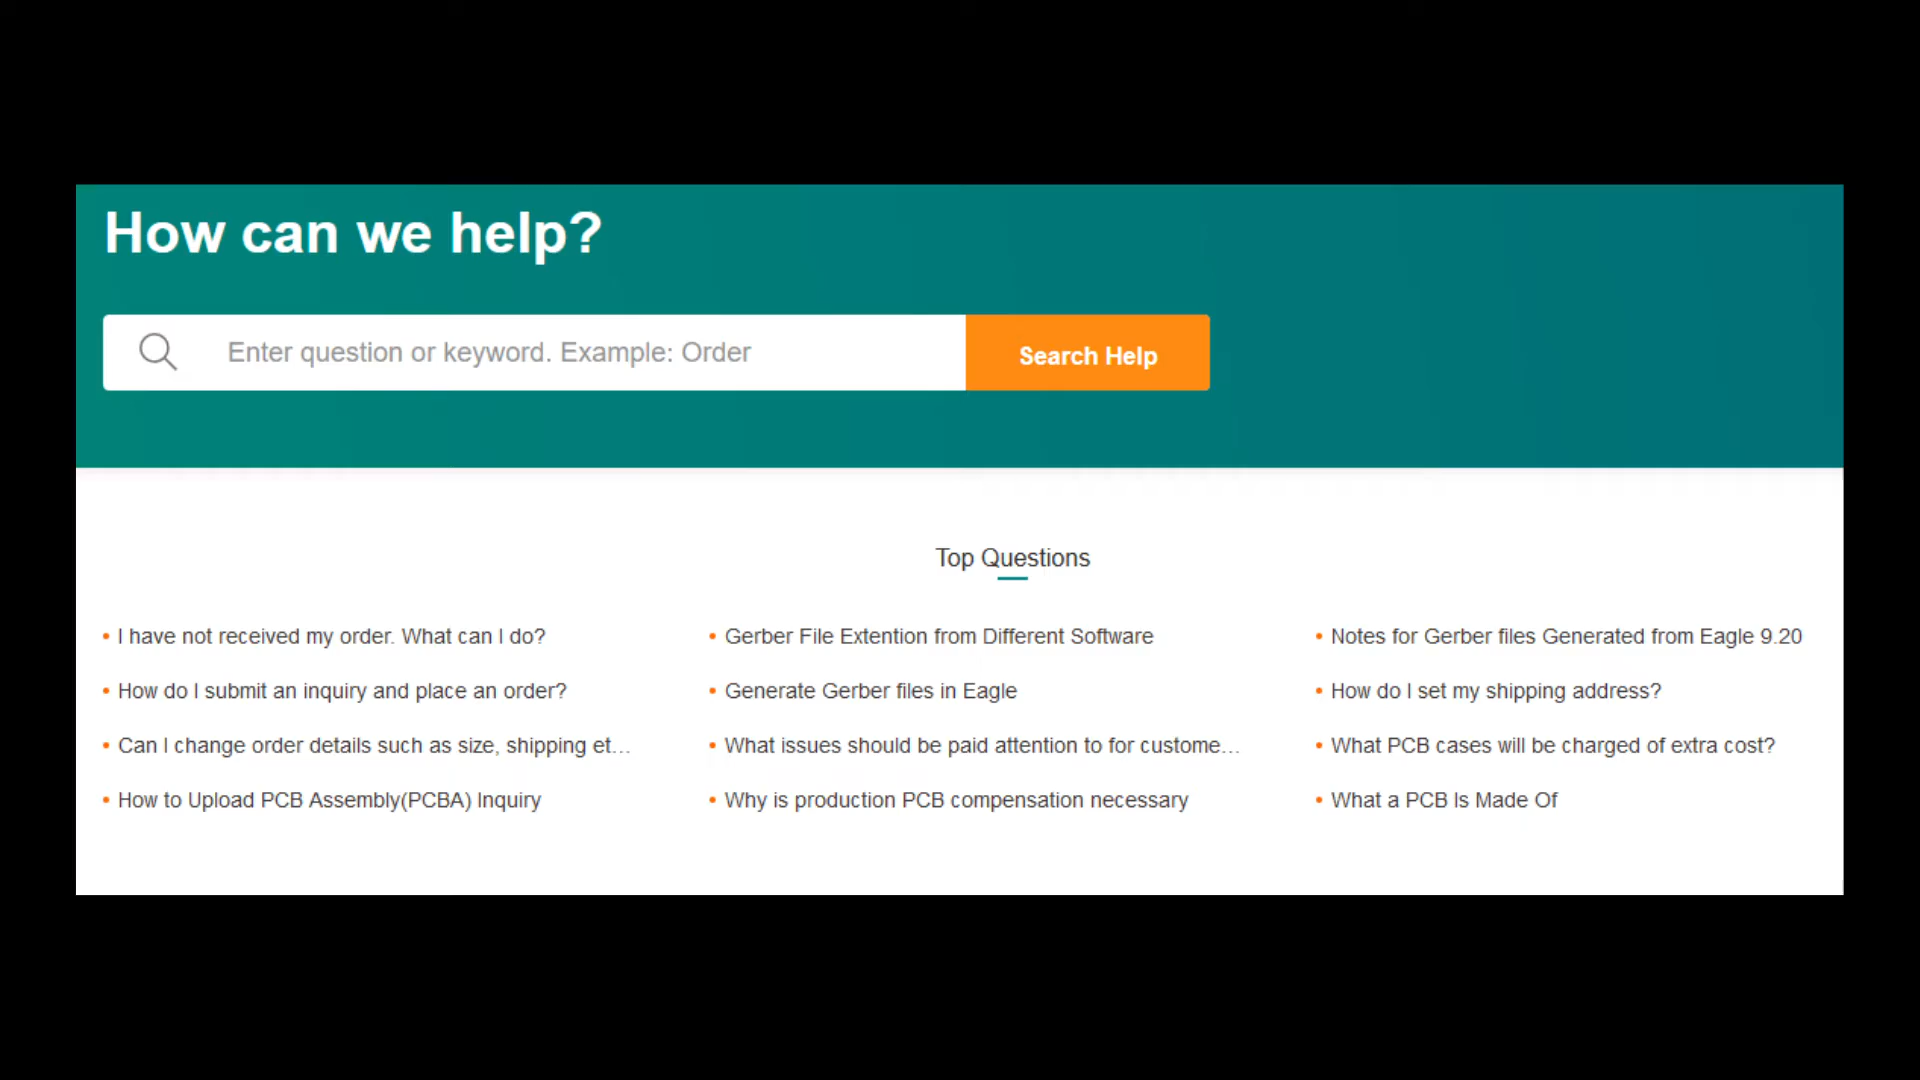 How can we help?
Enter question or keyword. Example: Order
Search Help
Top Questions
• I have not received my order. What can I do?
• How do I submit an inquiry and place an order?
• Can I change order details such as size, shipping et...
• How to Upload PCB Assembly(PCBA) Inquiry
• Gerber File Extention from Different Software
• Generate Gerber files in Eagle
• What issues should be paid attention to for custome...
• Why is production PCB compensation necessary
• Notes for Gerber files Generated from Eagle 9.20
• How do I set my shipping address?
• What PCB cases will be charged of extra cost?
• What a PCB Is Made Of